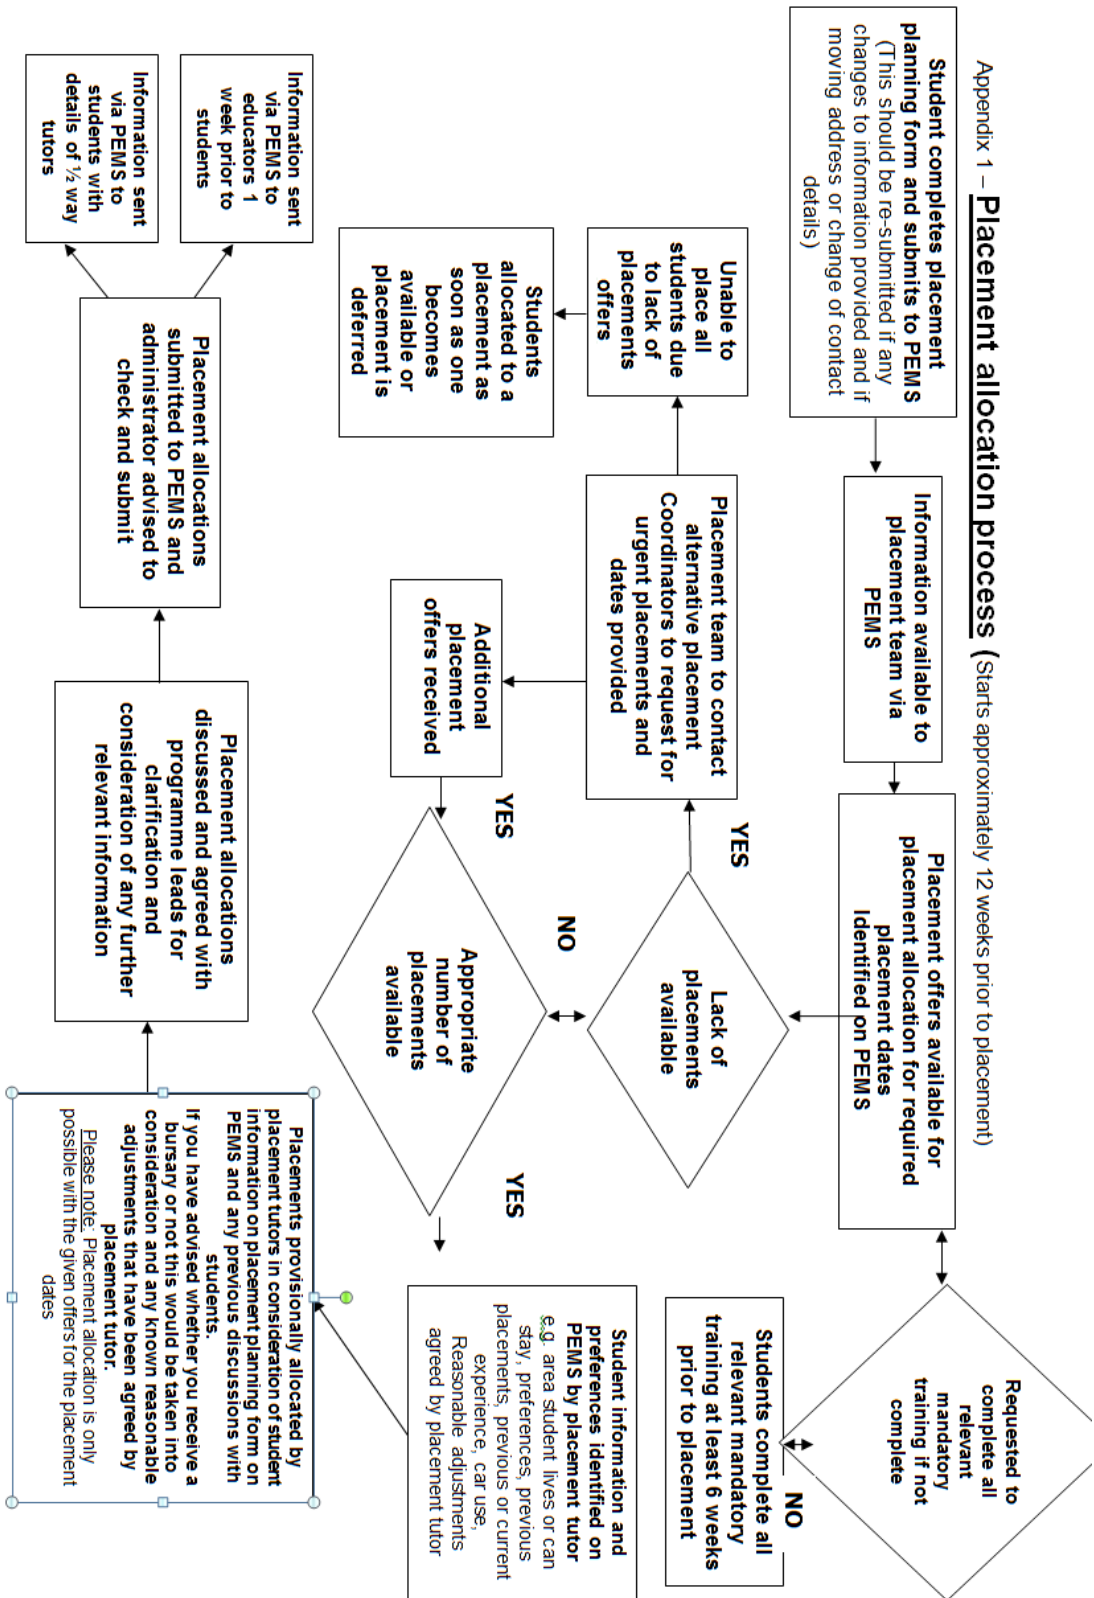 Appendix 1 – Placement allocation process (Starts approximately 12 weeks prior to placement)
Student completes placement
planning form and submits to PEMS
(This should be re-submitted if any
changes to information provided and if
moving address or change of contact
details)
Information available to
placement team via
PEMS
Placement offers available for
placement allocation for required
placement dates
Identified on PEMS
Requested to
complete all
relevant
mandatory
training if not
complete
NO
Students complete all
relevant mandatory
training at least 6 weeks
prior to placement
Lack of
placements
available
YES
Placement team to contact
alternative placement
Coordinators to request for
urgent placements and
dates provided
Unable to
place all
students due
to lack of
placements
offers
Students
allocated to a
placement as
soon as one
becomes
available or
placement is
deferred
Additional
placement
offers received
YES
NO
Appropriate
number of
placements
available
YES
Student information and
preferences identified on
PEMS by placement tutor
e.g. area student lives or can
stay, preferences, previous
placements, previous or current
experience, car use,
Reasonable adjustments
agreed by placement tutor
Placements provisionally allocated by
placement tutors in consideration of student
information on placement planning form on
PEMS and any previous discussions with
students.
If you have advised whether you receive a
bursary or not this would be taken into
consideration and any known reasonable
adjustments that have been agreed by
placement tutor.
Please note: Placement allocation is only
possible with the given offers for the placement
dates
Placement allocations
discussed and agreed with
programme leads for
clarification and
consideration of any further
relevant information
Placement allocations
submitted to PEMS and
administrator advised to
check and submit
Information sent
via PEMS to
educators 1
week prior to
students
Information sent
via PEMS to
students with
details of ½ way
tutors